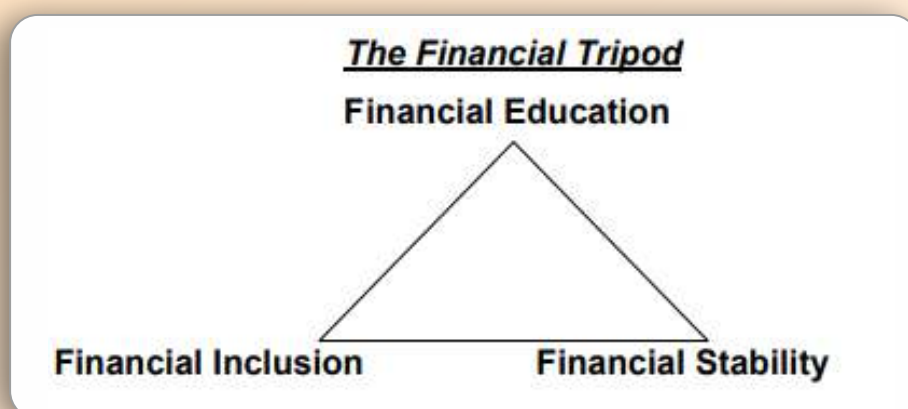 The Financial Tripod
Financial Education
Financial Inclusion Financial Stability